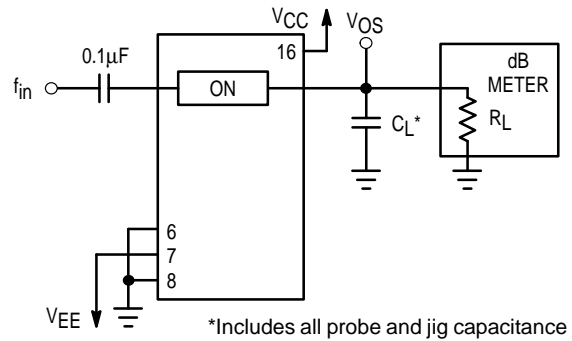 VCC
VOS
16
0.1µF
dB
METER
fin
ON
CL*
RL
6
7
8
VEE
*Includes all probe and jig capacitance